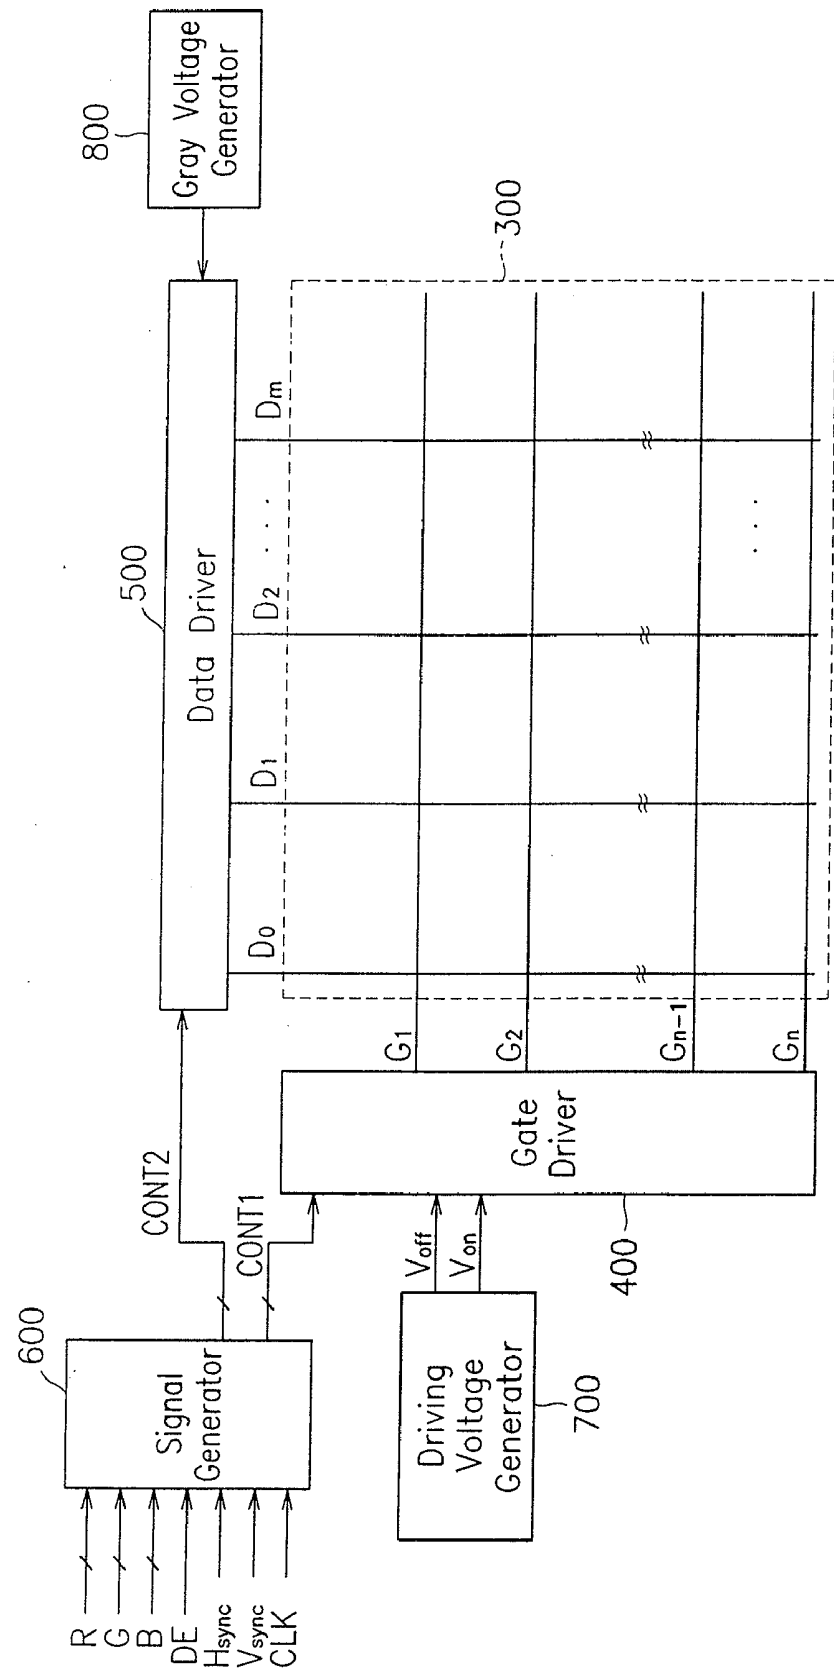 800
Gray Voltage
Generator
500
Data Driver
300
D0
D1
D2
. . .
Dm
CONT2
CONT1
600
Signal
Generator
R
G
B
DE
Hsync
Vsync
CLK
Gate
Driver
400
G1
G2
Gn-1
Gn
. . .
Voff
Von
Driving
Voltage
Generator
700